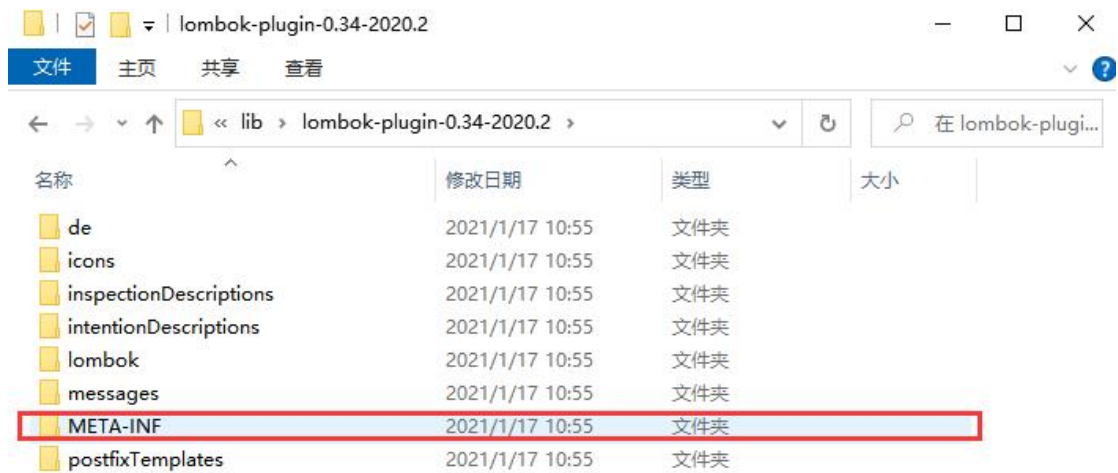 lombok-plugin-0.34-2020.2
文件 主页 共享 查看
« lib › lombok-plugin-0.34-2020.2 › 在 lombok-plugi...
名称 修改日期 类型 大小
de 2021/1/17 10:55 文件夹
icons 2021/1/17 10:55 文件夹
inspectionDescriptions 2021/1/17 10:55 文件夹
intentionDescriptions 2021/1/17 10:55 文件夹
lombok 2021/1/17 10:55 文件夹
messages 2021/1/17 10:55 文件夹
META-INF 2021/1/17 10:55 文件夹
postfixTemplates 2021/1/17 10:55 文件夹